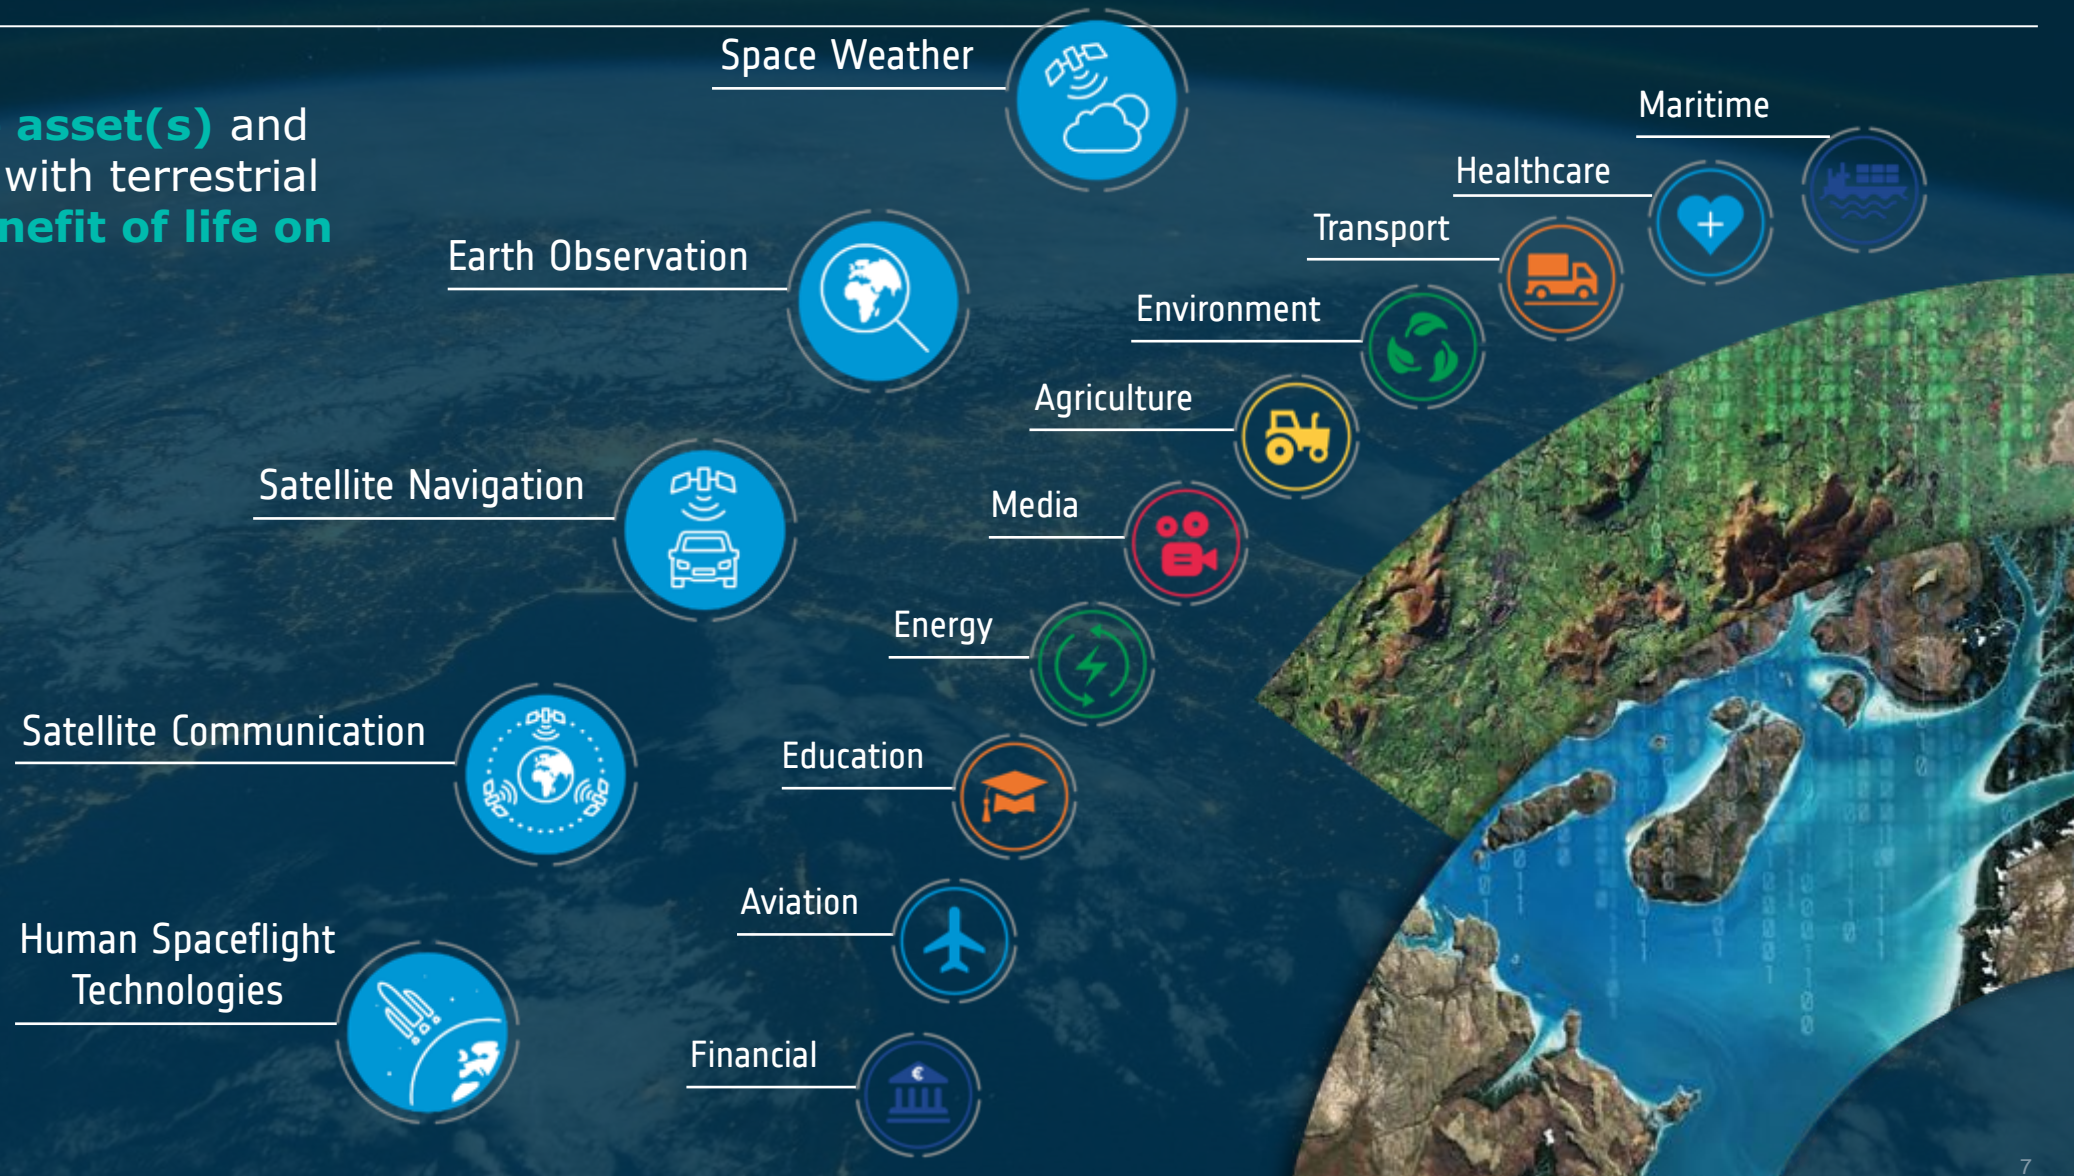 asset(s) and
with terrestrial
nefit of life on
Space Weather
Earth Observation
Satellite Navigation
Satellite Communication
Human Spaceflight
Technologies
Maritime
Healthcare
Transport
Environment
Agriculture
Media
Energy
Education
Aviation
Financial
€
7